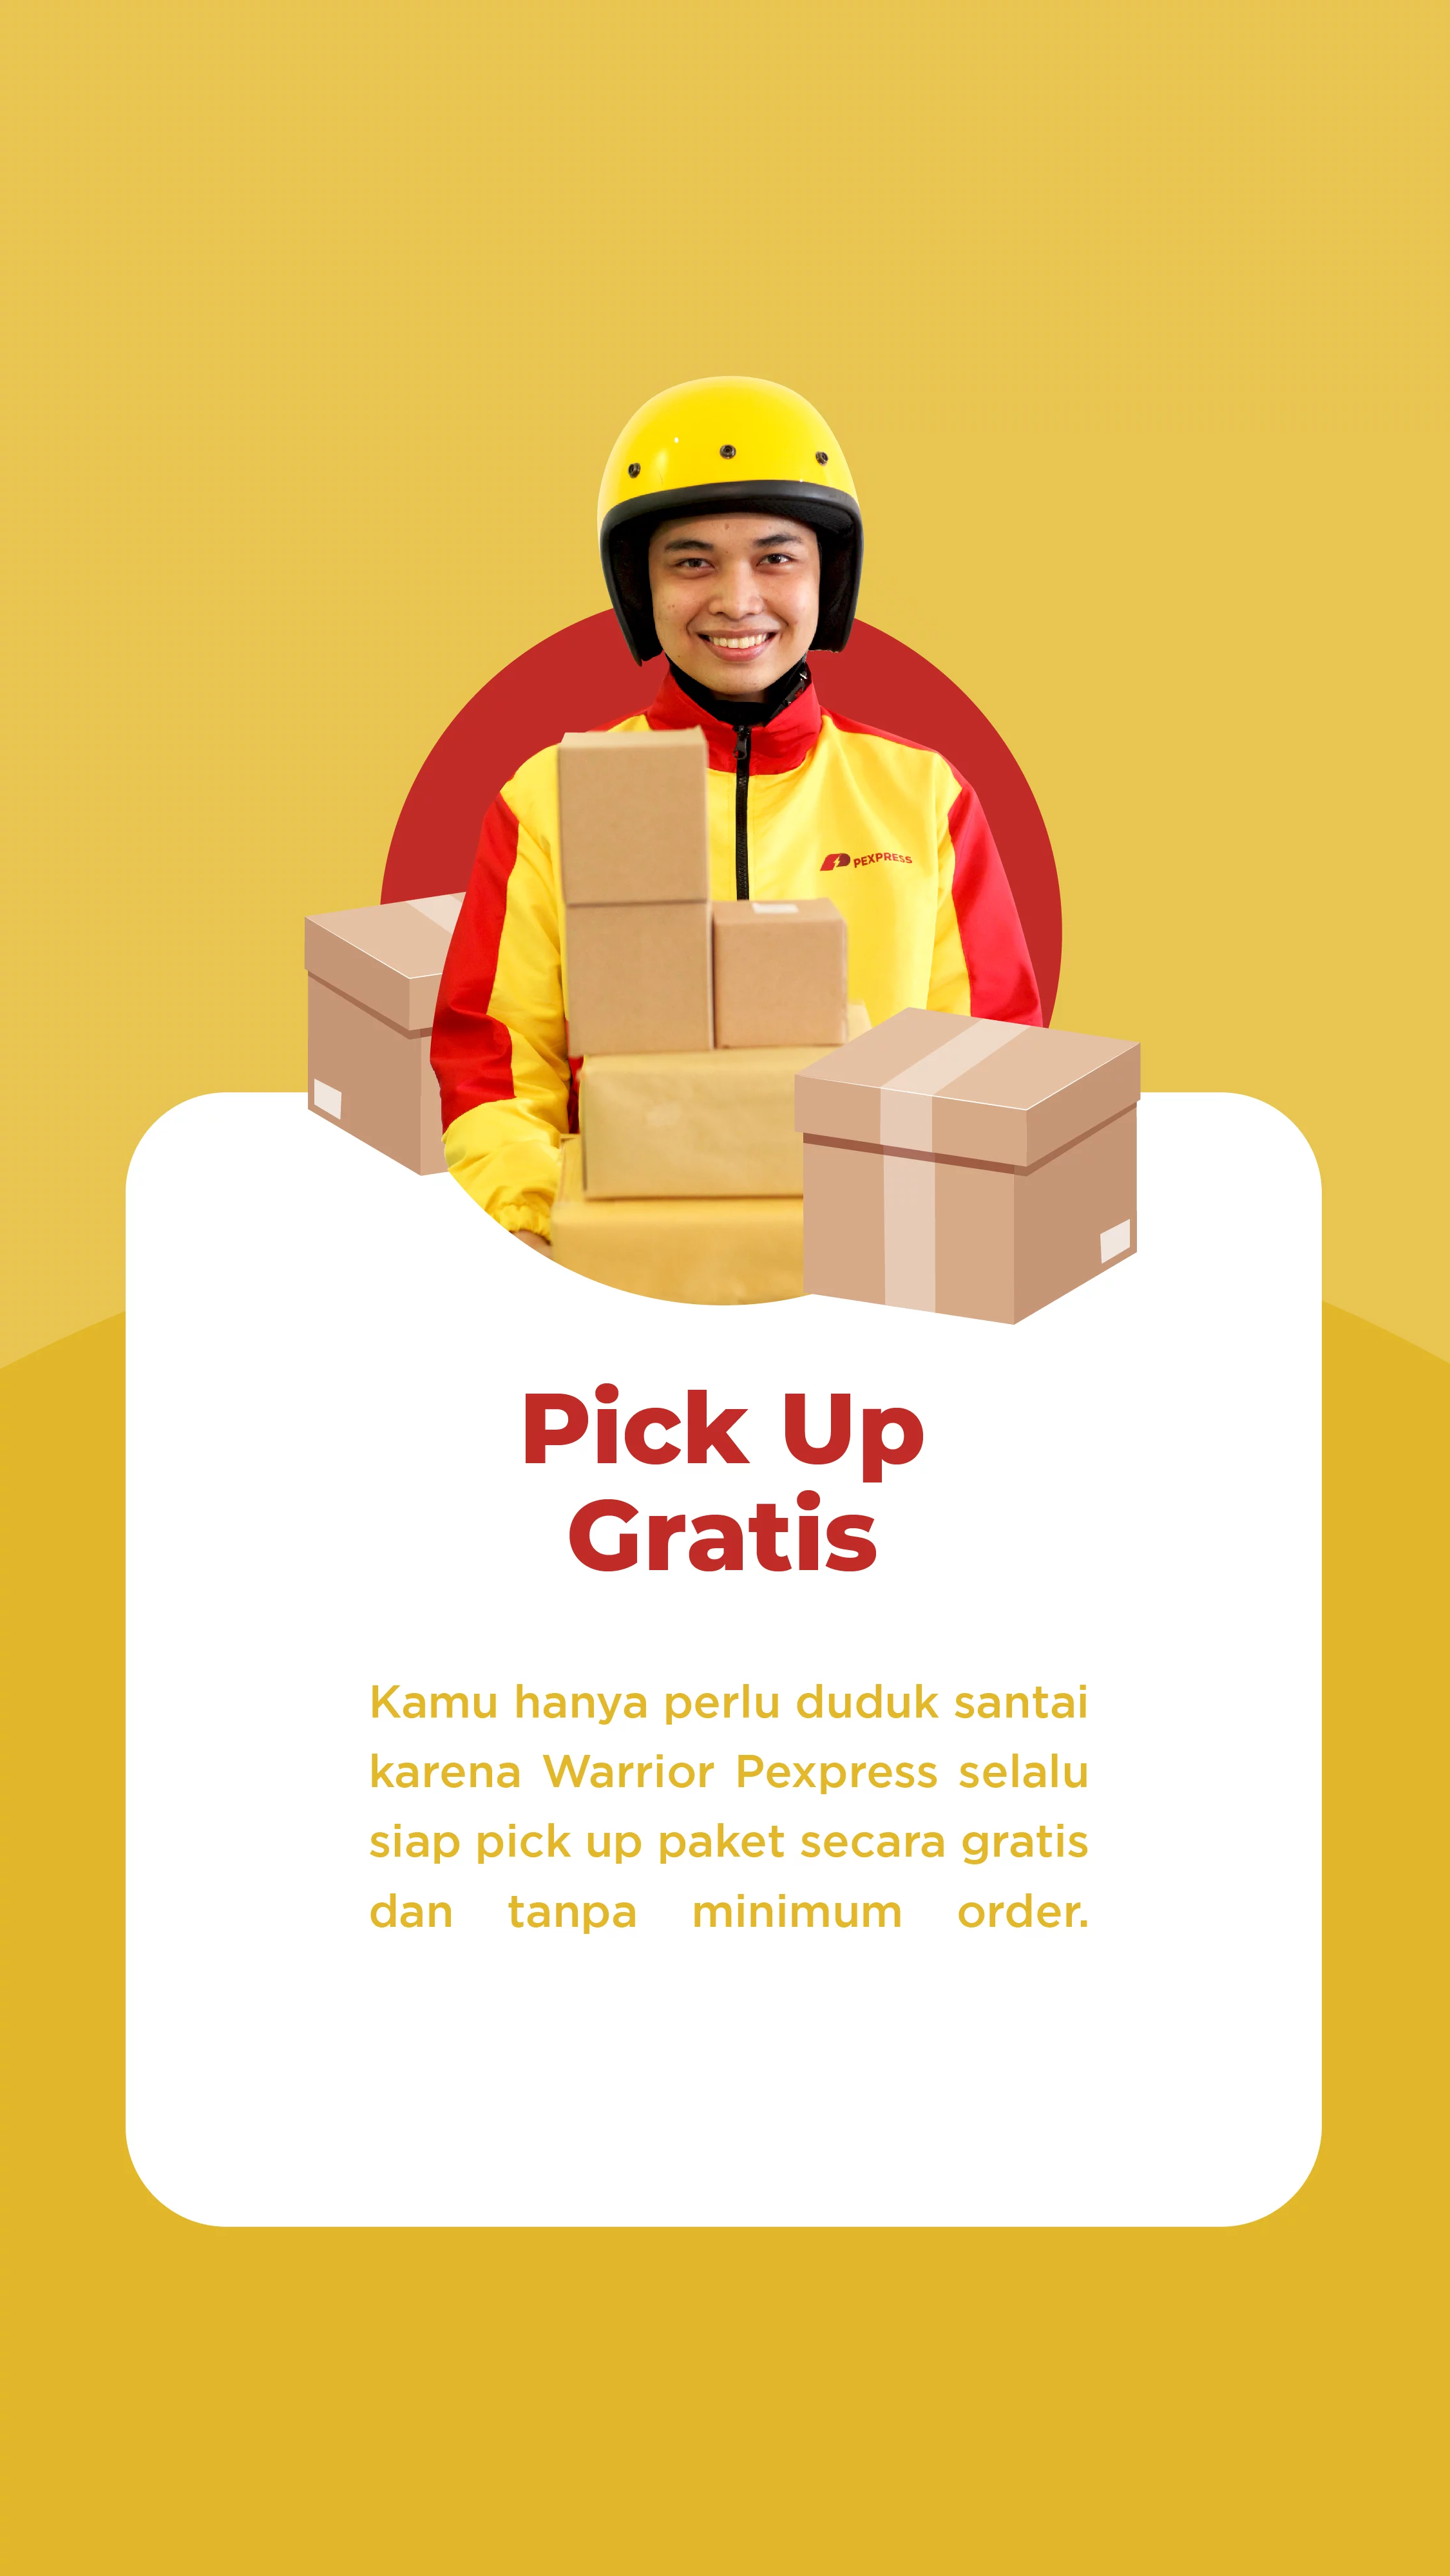 PEXPRESS
Pick Up
Gratis
Kamu hanya perlu duduk santai
karena Warrior Pexpress selalu
siap pick up paket secara gratis
dan tanpa minimum order.